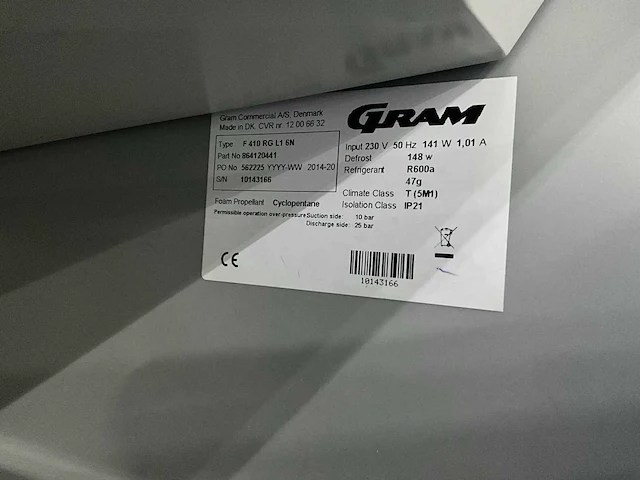 Gram Commercial A/S, Denmark
Made in DK. CVR nr. 12 00 66 32
GRAM
Type F 410 RG L1 6N
Part No 864120441
PO No 562225 YYYY-WW 2014-20
S/N 10143166
Input 230 V 50 Hz 141 W 1,01 A
Defrost 148 w
Refrigerant R600a
47g
Climate Class T (5M1)
Isolation Class IP21
Foam Propellant Cyclopentane
Permissible operation over-pressure Suction side: 10 bar
Discharge side: 25 bar
CE
10143166